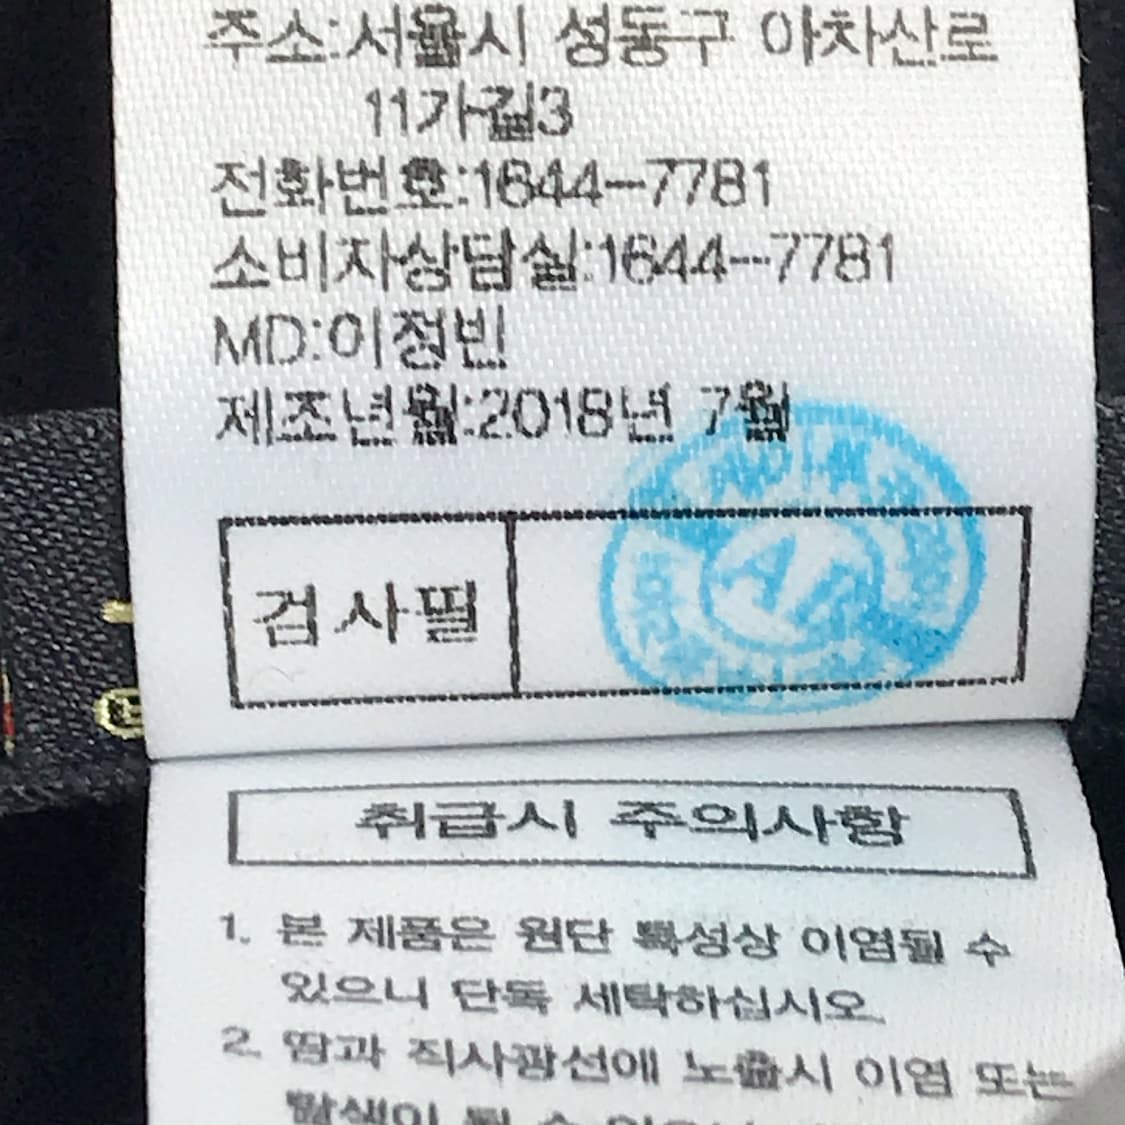 주소:서울시 성동구 아차산로
11가길3
전화번호:1644-7781
소비자상담실:1644-7781
MD:이정빈
제조년월:2018년 7월
검사필
취급시 주의사항
1. 본 제품은 원단 특성상 이염될 수
있으니 단독 세탁하십시오.
2. 땀과 직사광선에 노출시 이염 또는
탈색이 될 수